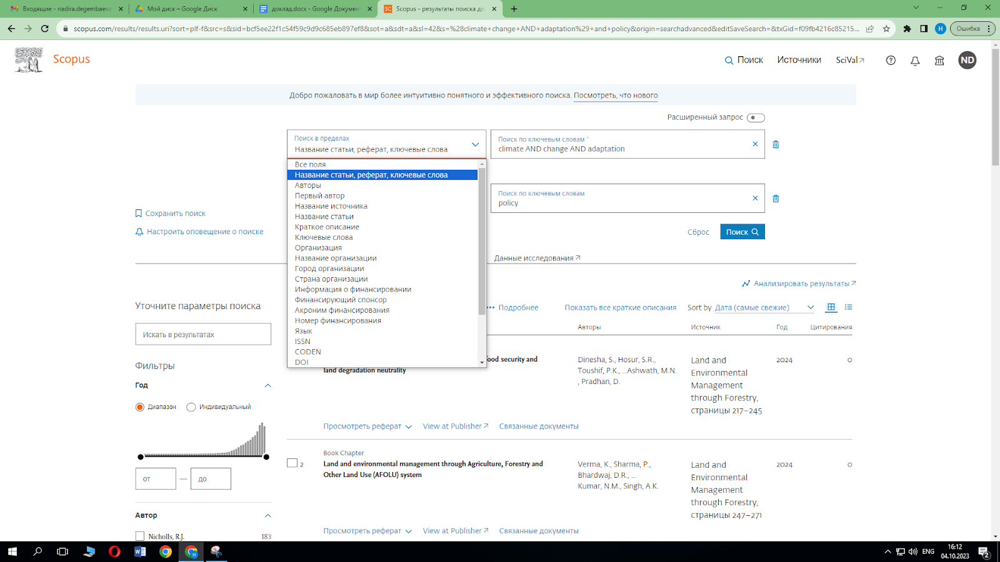 Входящие - nadira.degembaeva
Мой диск – Google Диск
доклад.docx - Google Документ
SC Scopus - результаты поиска до
scopus.com/results/results.uri?sort=plf-f&src=s&sid=bcf5ee22f1c54f59c9d9c685eb897ef8&sot=a&sdt=a&sl=42&s=%28climate+change+AND+adaptation%29+and+policy&origin=searchadvanced&editSaveSearch=&txGid=f09fb4216c85215...
Н
Ошибка
Scopus
Поиск
Источники
SciVal
ND
Добро пожаловать в мир более интуитивно понятного и эффективного поиска. Посмотреть, что нового
Расширенный запрос
Поиск в пределах
Название статьи, реферат, ключевые слова
Поиск по ключевым словам *
climate AND change AND adaptation
Все поля
Название статьи, реферат, ключевые слова
Авторы
Первый автор
Название источника
Название статьи
Краткое описание
Ключевые слова
Организация
Название организации
Город организации
Страна организации
Информация о финансировании
Финансирующий спонсор
Акроним финансирования
Номер финансирования
Язык
ISSN
CODEN
DOI
Поиск по ключевым словам
policy
Сохранить поиск
Настроить оповещение о поиске
Сброс
Поиск
Данные исследования
Анализировать результаты
Уточните параметры поиска
Искать в результатах
Фильтры
Год
Диапазон
Индивидуальный
от — до
Автор
Nicholls, R.J. 183
Подробнее
Показать все краткие описания
Sort by Дата (самые свежие)
Авторы
Источник
Год
Цитирования
food security and
land degradation neutrality
Dinesha, S., Hosur, S.R.,
Toushif, P.K., ...Ashwath, M.N.
, Pradhan, D.
Land and
Environmental
Management
through Forestry,
страницы 217–245
2024
0
Просмотреть реферат
View at Publisher
Связанные документы
2
Book Chapter
Land and environmental management through Agriculture, Forestry and
Other Land Use (AFOLU) system
Verma, K., Sharma, P.,
Bhardwaj, D.R., ...
Kumar, N.M., Singh, A.K.
Land and
Environmental
Management
through Forestry,
страницы 247–271
2024
0
Просмотреть реферат
View at Publisher
Связанные документы
ENG
16:12
04.10.2023
2